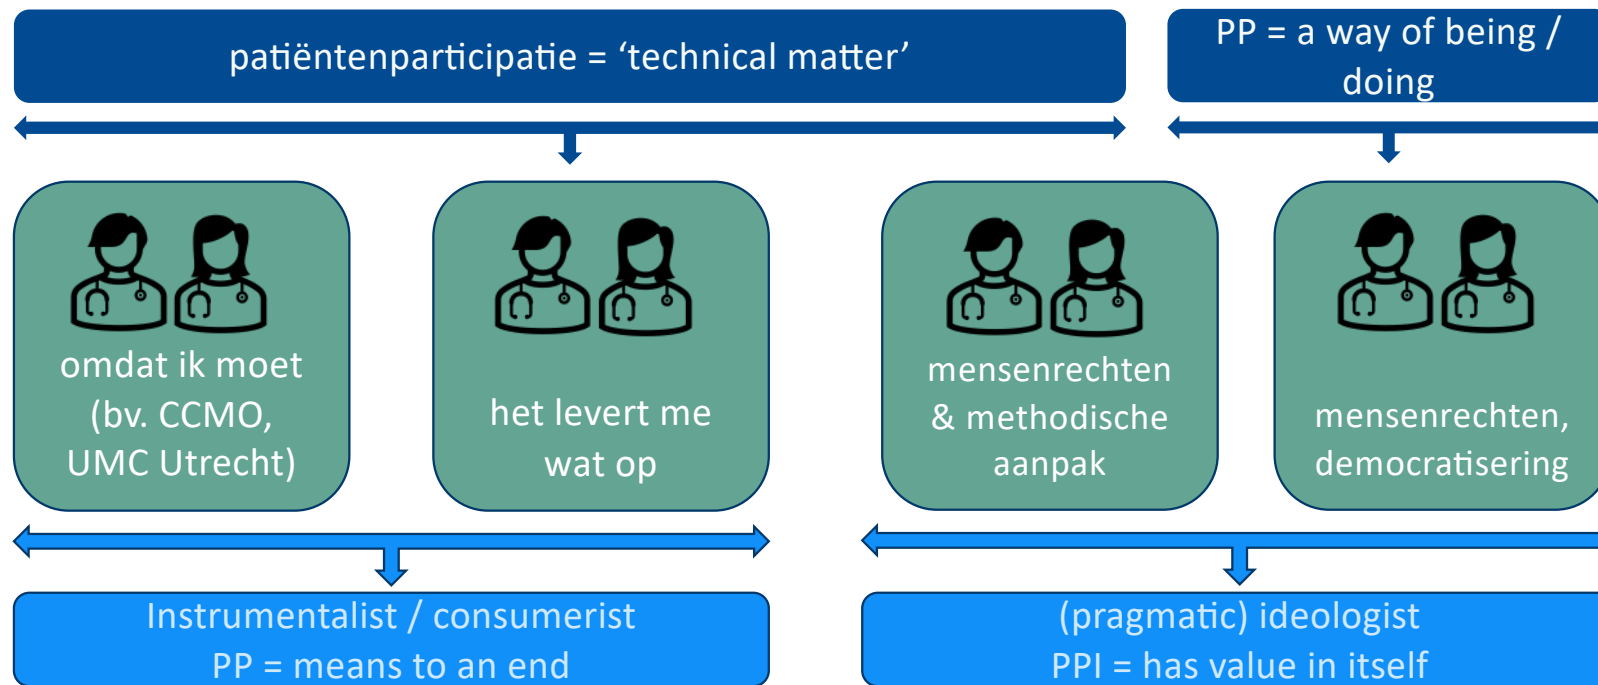 patiëntenparticipatie = ‘technical matter’
PP = a way of being /
doing
omdat ik moet
(bv. CCMO,
UMC Utrecht)
het levert me
wat op
mensenrechten
& methodische
aanpak
mensenrechten,
democratisering
Instrumentalist / consumerist
PP = means to an end
(pragmatic) ideologist
PPI = has value in itself